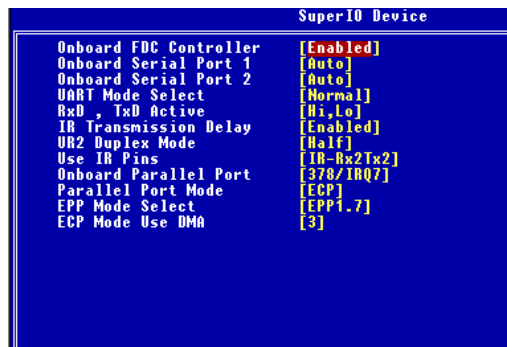 SuperIO Device
Onboard FDC Controller [Enabled]
Onboard Serial Port 1 [Auto]
Onboard Serial Port 2 [Auto]
UART Mode Select [Normal]
RxD , TxD Active [Hi,Lo]
IR Transmission Delay [Enabled]
UR2 Duplex Mode [Half]
Use IR Pins [IR-Rx2Tx2]
Onboard Parallel Port [378/IRQ7]
Parallel Port Mode [ECP]
EPP Mode Select [EPP1.7]
ECP Mode Use DMA [3]